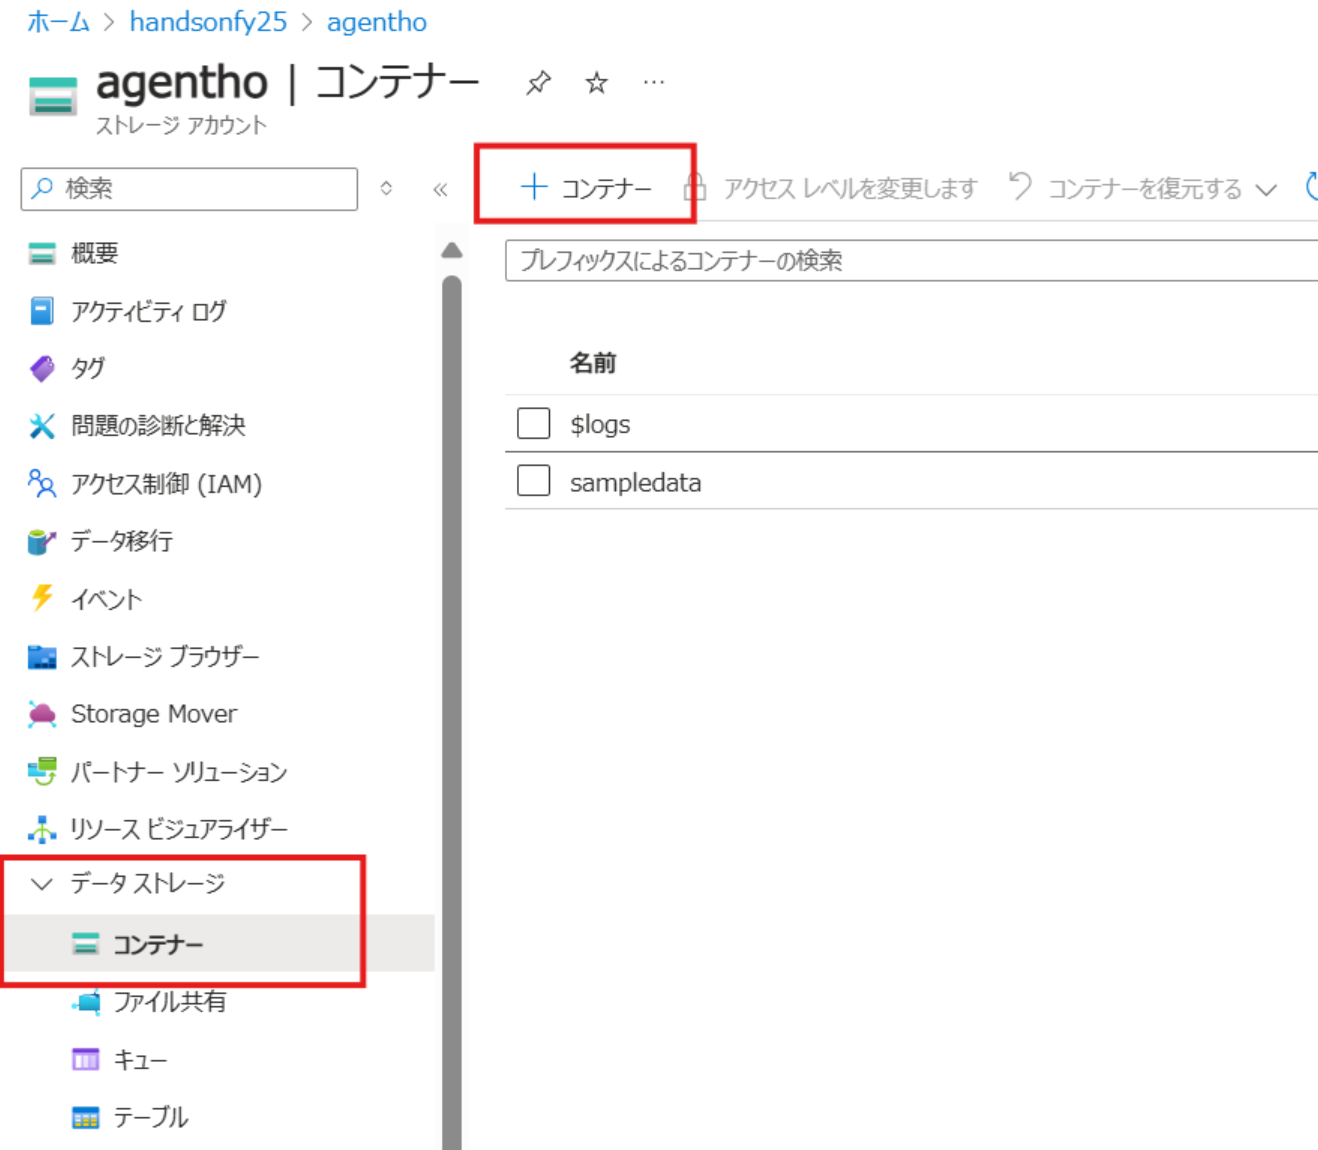 ホーム > handsonfy25 > agentho
agentho | コンテナー
ストレージ アカウント
検索
+ コンテナー
アクセス レベルを変更します
コンテナーを復元する
概要
アクティビティ ログ
タグ
問題の診断と解決
アクセス制御 (IAM)
データ移行
イベント
ストレージ ブラウザー
Storage Mover
パートナー ソリューション
リソース ビジュアライザー
データ ストレージ
コンテナー
ファイル共有
キュー
テーブル
プレフィックスによるコンテナーの検索
名前
$logs
sampledata